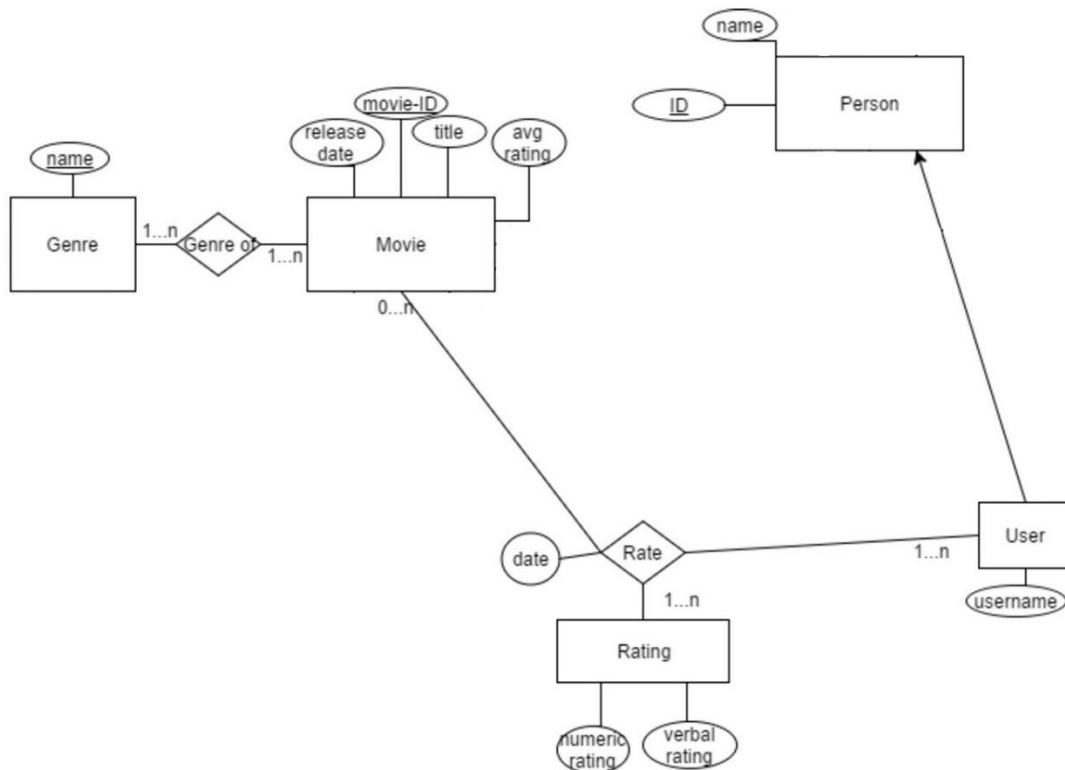 name
ID
Person
movie-ID
release
date
title
avg
rating
name
Genre
1...n
Genre of
1...n
Movie
0...n
date
Rate
1...n
User
username
1...n
Rating
numeric
rating
verbal
rating